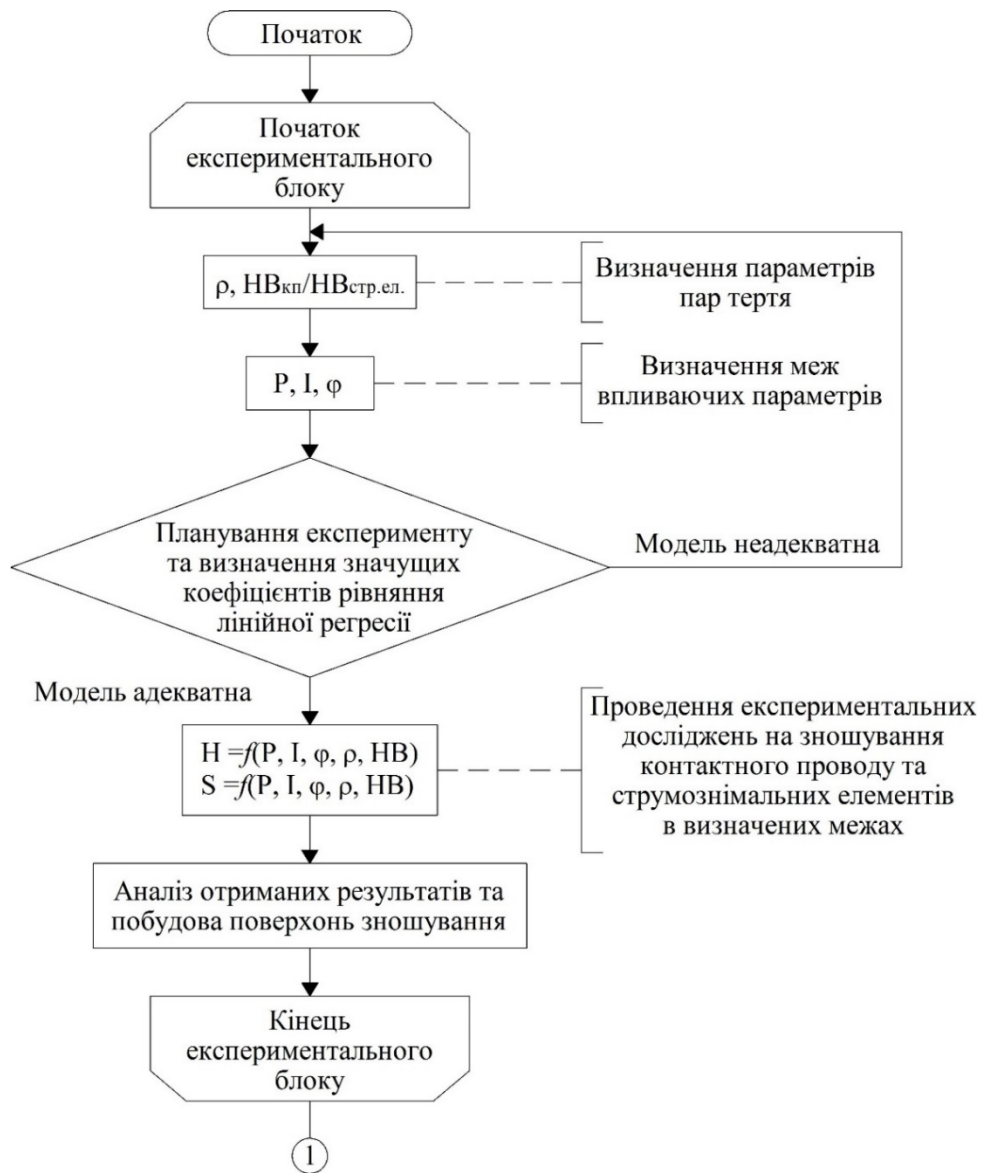 Початок
Початок
експериментального
блоку
ρ, НВкп/НВстр.ел.
Визначення параметрів
пар тертя
Р, І, φ
Визначення меж
впливаючих параметрів
Планування експерименту
та визначення значущих
коефіцієнтів рівняння
лінійної регресії
Модель неадекватна
Модель адекватна
H =f(P, I, φ, ρ, HB)
S =f(P, I, φ, ρ, HB)
Проведення експериментальних
досліджень на зношування
контактного проводу та
струмознімальних елементів
в визначених межах
Аналіз отриманих результатів та
побудова поверхонь зношування
Кінець
експериментального
блоку
1